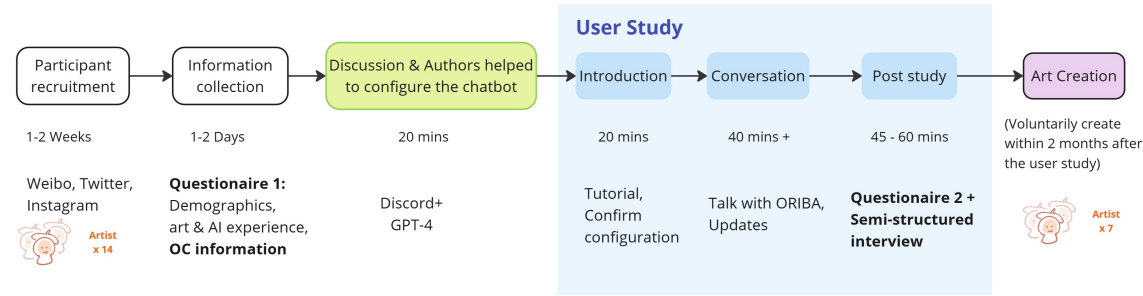 User Study
Participant
recruitment
Information
collection
Discussion & Authors helped
to configure the chatbot
Introduction
Conversation
Post study
Art Creation
1-2 Weeks
1-2 Days
20 mins
20 mins
40 mins +
45 - 60 mins
(Voluntarily create
within 2 months after
the user study)
Weibo, Twitter,
Instagram
Artist
x 14
Questionaire 1:
Demographics,
art & AI experience,
OC information
Discord+
GPT-4
Tutorial,
Confirm
configuration
Talk with ORIBA,
Updates
Questionaire 2 +
Semi-structured
interview
Artist
x 7